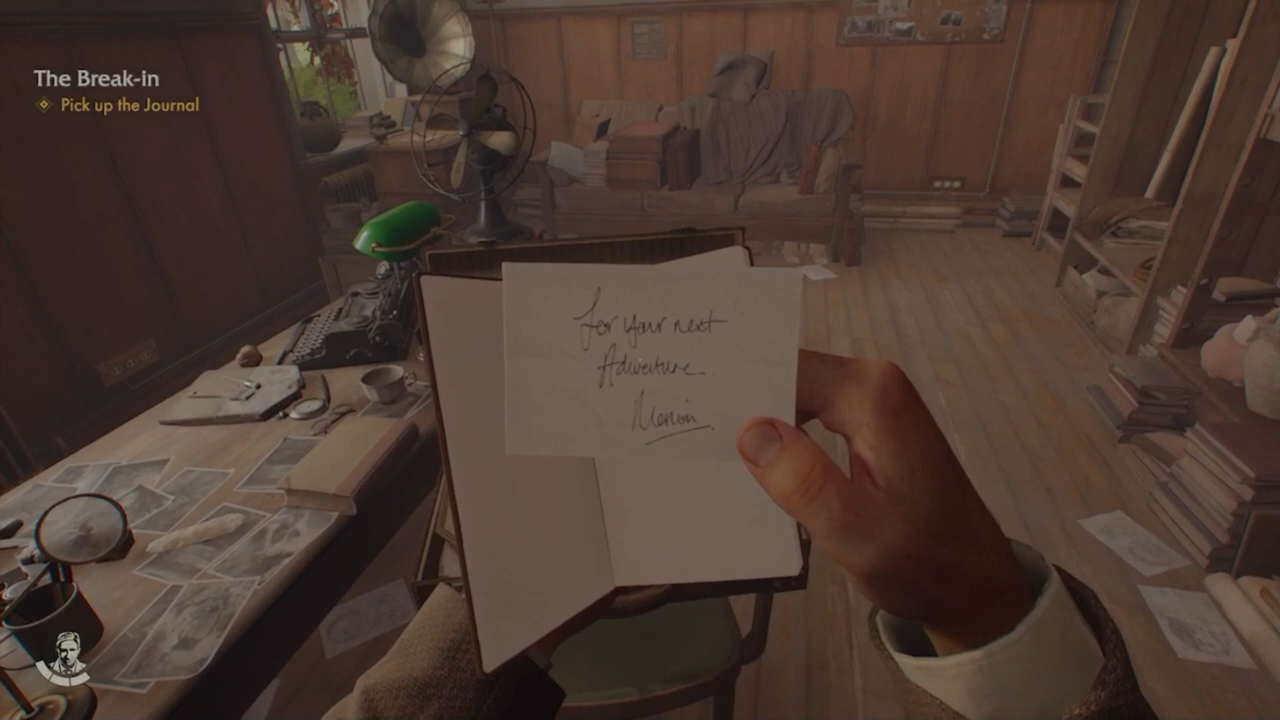 The Break-in
Pick up the Journal
for your next
Adventure.
Marion